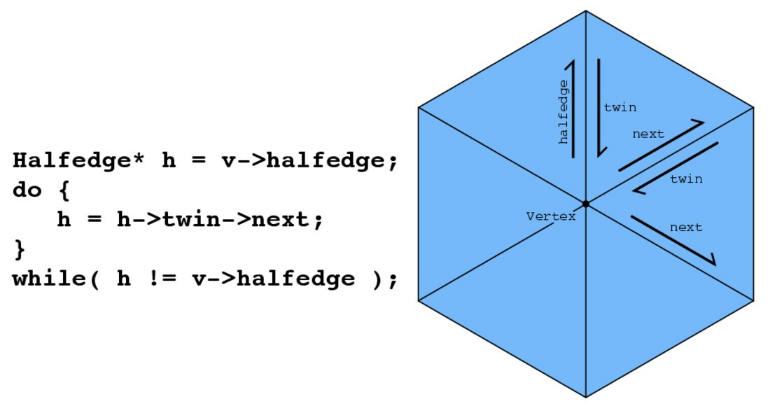 Halfedge* h = v->halfedge;
do {
   h = h->twin->next;
}
while( h != v->halfedge );
halfedge
twin
next
twin
Vertex
next